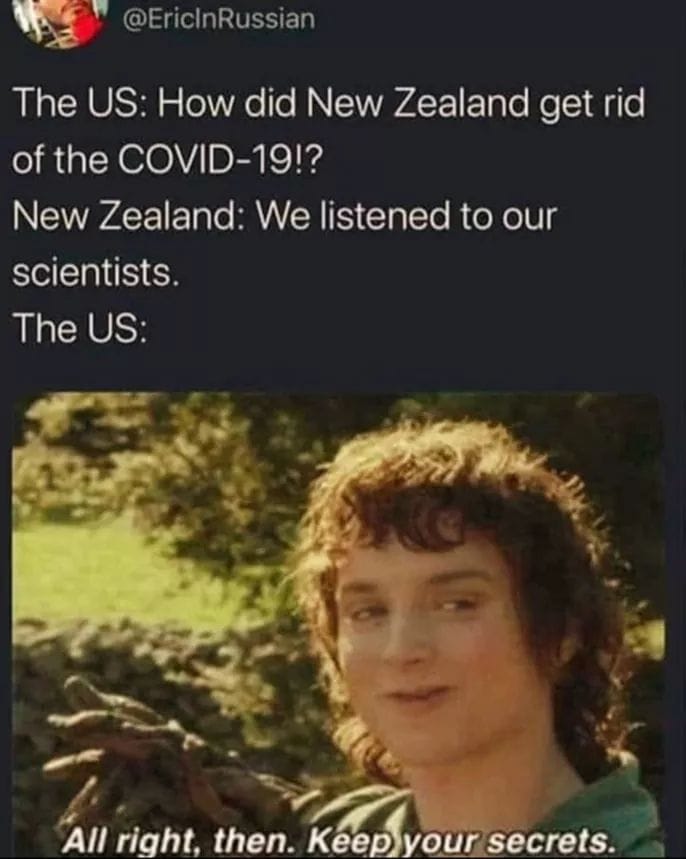 @EricInRussian
The US: How did New Zealand get rid
of the COVID-19!?
New Zealand: We listened to our
scientists.
The US:
All right, then. Keep your secrets.